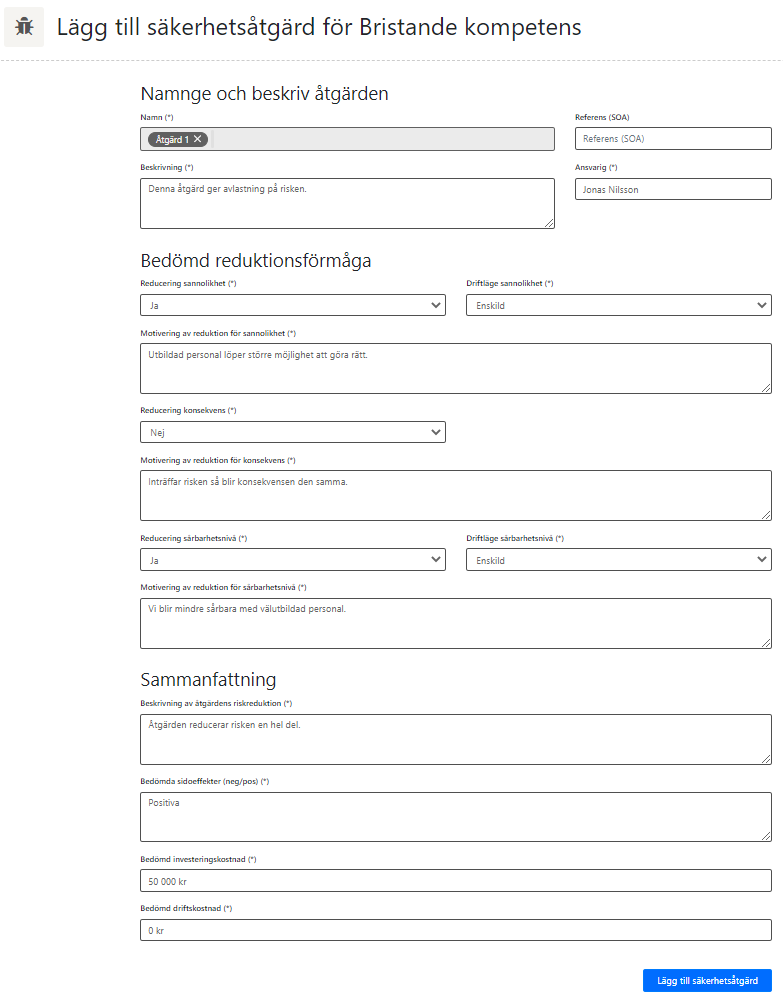 Lägg till säkerhetsåtgärd för Bristande kompetens
Namnge och beskriv åtgärden
Namn (*)
Referens (SOA)
Åtgärd 1 ✕
Referens (SOA)
Beskrivning (*)
Ansvarig (*)
Denna åtgärd ger avlastning på risken.
Jonas Nilsson
Bedömd reduktionsförmåga
Reducering sannolikhet (*)
Driftläge sannolikhet (*)
Ja
Enskild
Motivering av reduktion för sannolikhet (*)
Utbildad personal löper större möjlighet att göra rätt.
Reducering konsekvens (*)
Nej
Motivering av reduktion för konsekvens (*)
Inträffar risken så blir konsekvensen den samma.
Reducering sårbarhetsnivå (*)
Driftläge sårbarhetsnivå (*)
Ja
Enskild
Motivering av reduktion för sårbarhetsnivå (*)
Vi blir mindre sårbara med välutbildad personal.
Sammanfattning
Beskrivning av åtgärdens riskreduktion (*)
Åtgärden reducerar risken en hel del.
Bedömda sidoeffekter (neg/pos) (*)
Positiva
Bedömd investeringskostnad (*)
50 000 kr
Bedömd driftskostnad (*)
0 kr
Lägg till säkerhetsåtgärd